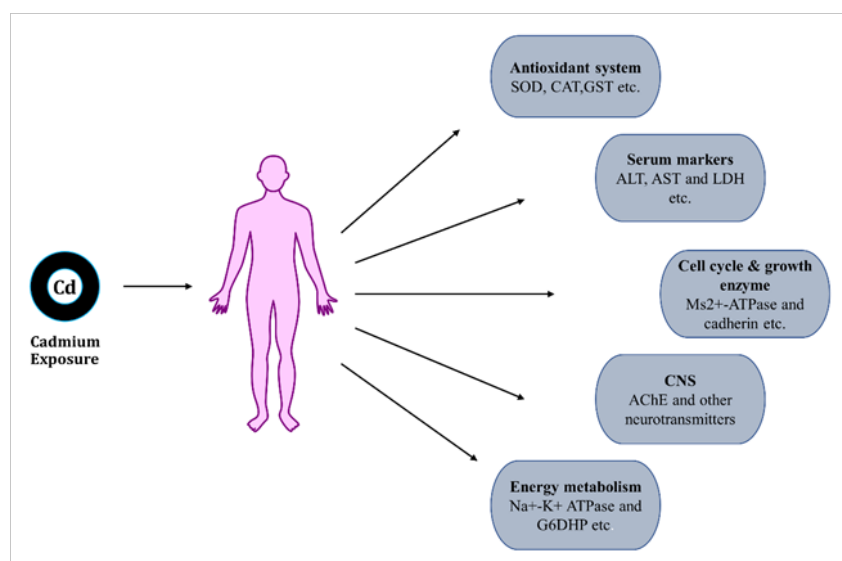 Antioxidant system
SOD, CAT,GST etc.
Serum markers
ALT, AST and LDH
etc.
Cell cycle & growth
enzyme
Ms2+-ATPase and
cadherin etc.
Cd
Cadmium
Exposure
CNS
AChE and other
neurotransmitters
Energy metabolism
Na+-K+ ATPase and
G6DHP etc.